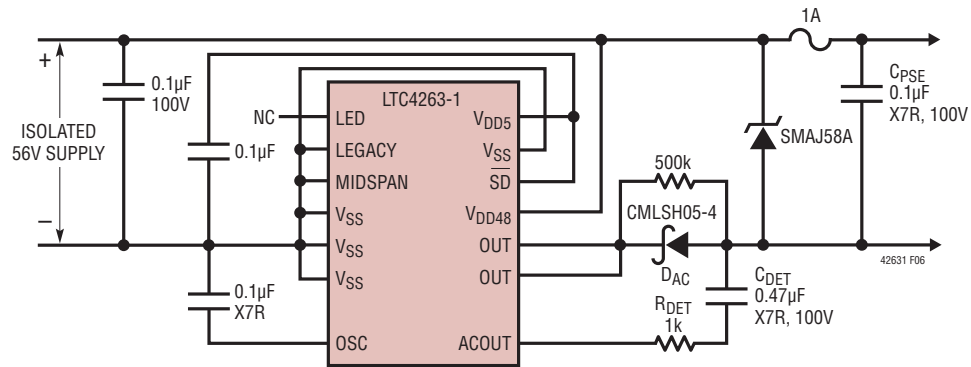 1A
+
0.1µF
100V
ISOLATED
56V SUPPLY
–
0.1µF
0.1µF
X7R
NC
LTC4263-1
LED
LEGACY
MIDSPAN
VSS
VSS
VSS
OSC
VDD5
VSS
SD
VDD48
OUT
OUT
ACOUT
500k
CMLSH05-4
DAC
RDET
1k
SMAJ58A
CPSE
0.1µF
X7R, 100V
CDET
0.47µF
X7R, 100V
42631 F06